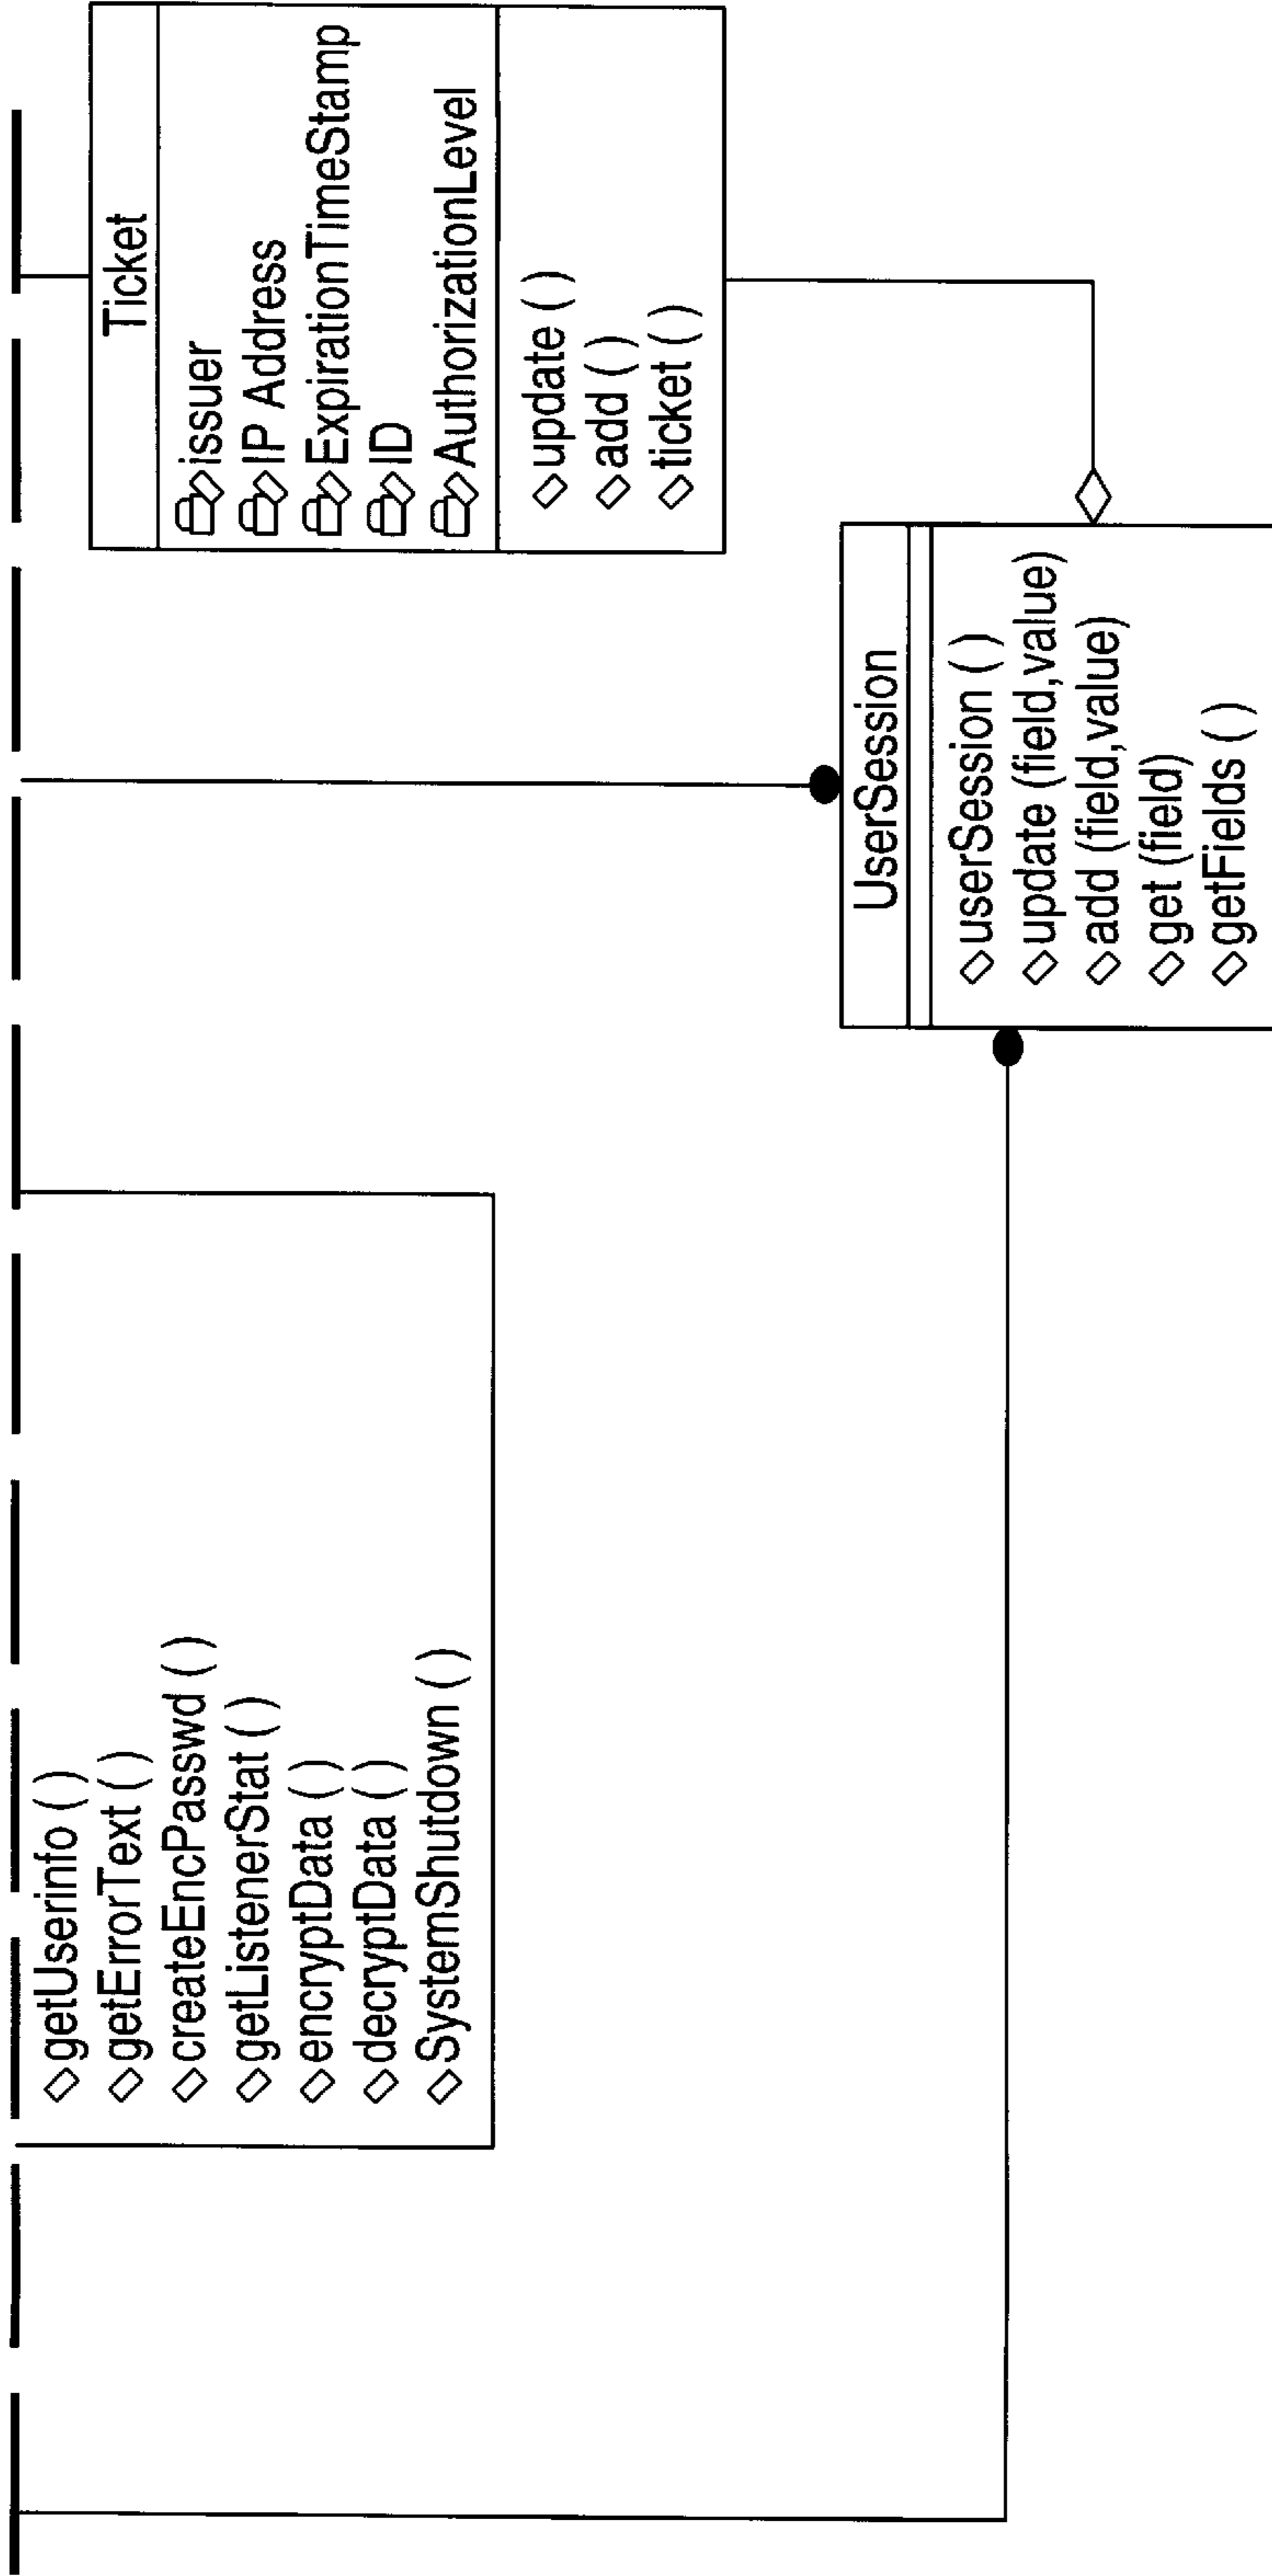 getUserinfo ( )
getErrorText ( )
createEncPasswd ( )
getListenerStat ( )
encryptData ( )
decryptData ( )
SystemShutdown ( )
Ticket
issuer
IP Address
ExpirationTimeStamp
ID
AuthorizationLevel
update ( )
add ( )
ticket ( )
UserSession
userSession ( )
update (field,value)
add (field,value)
get (field)
getFields ( )